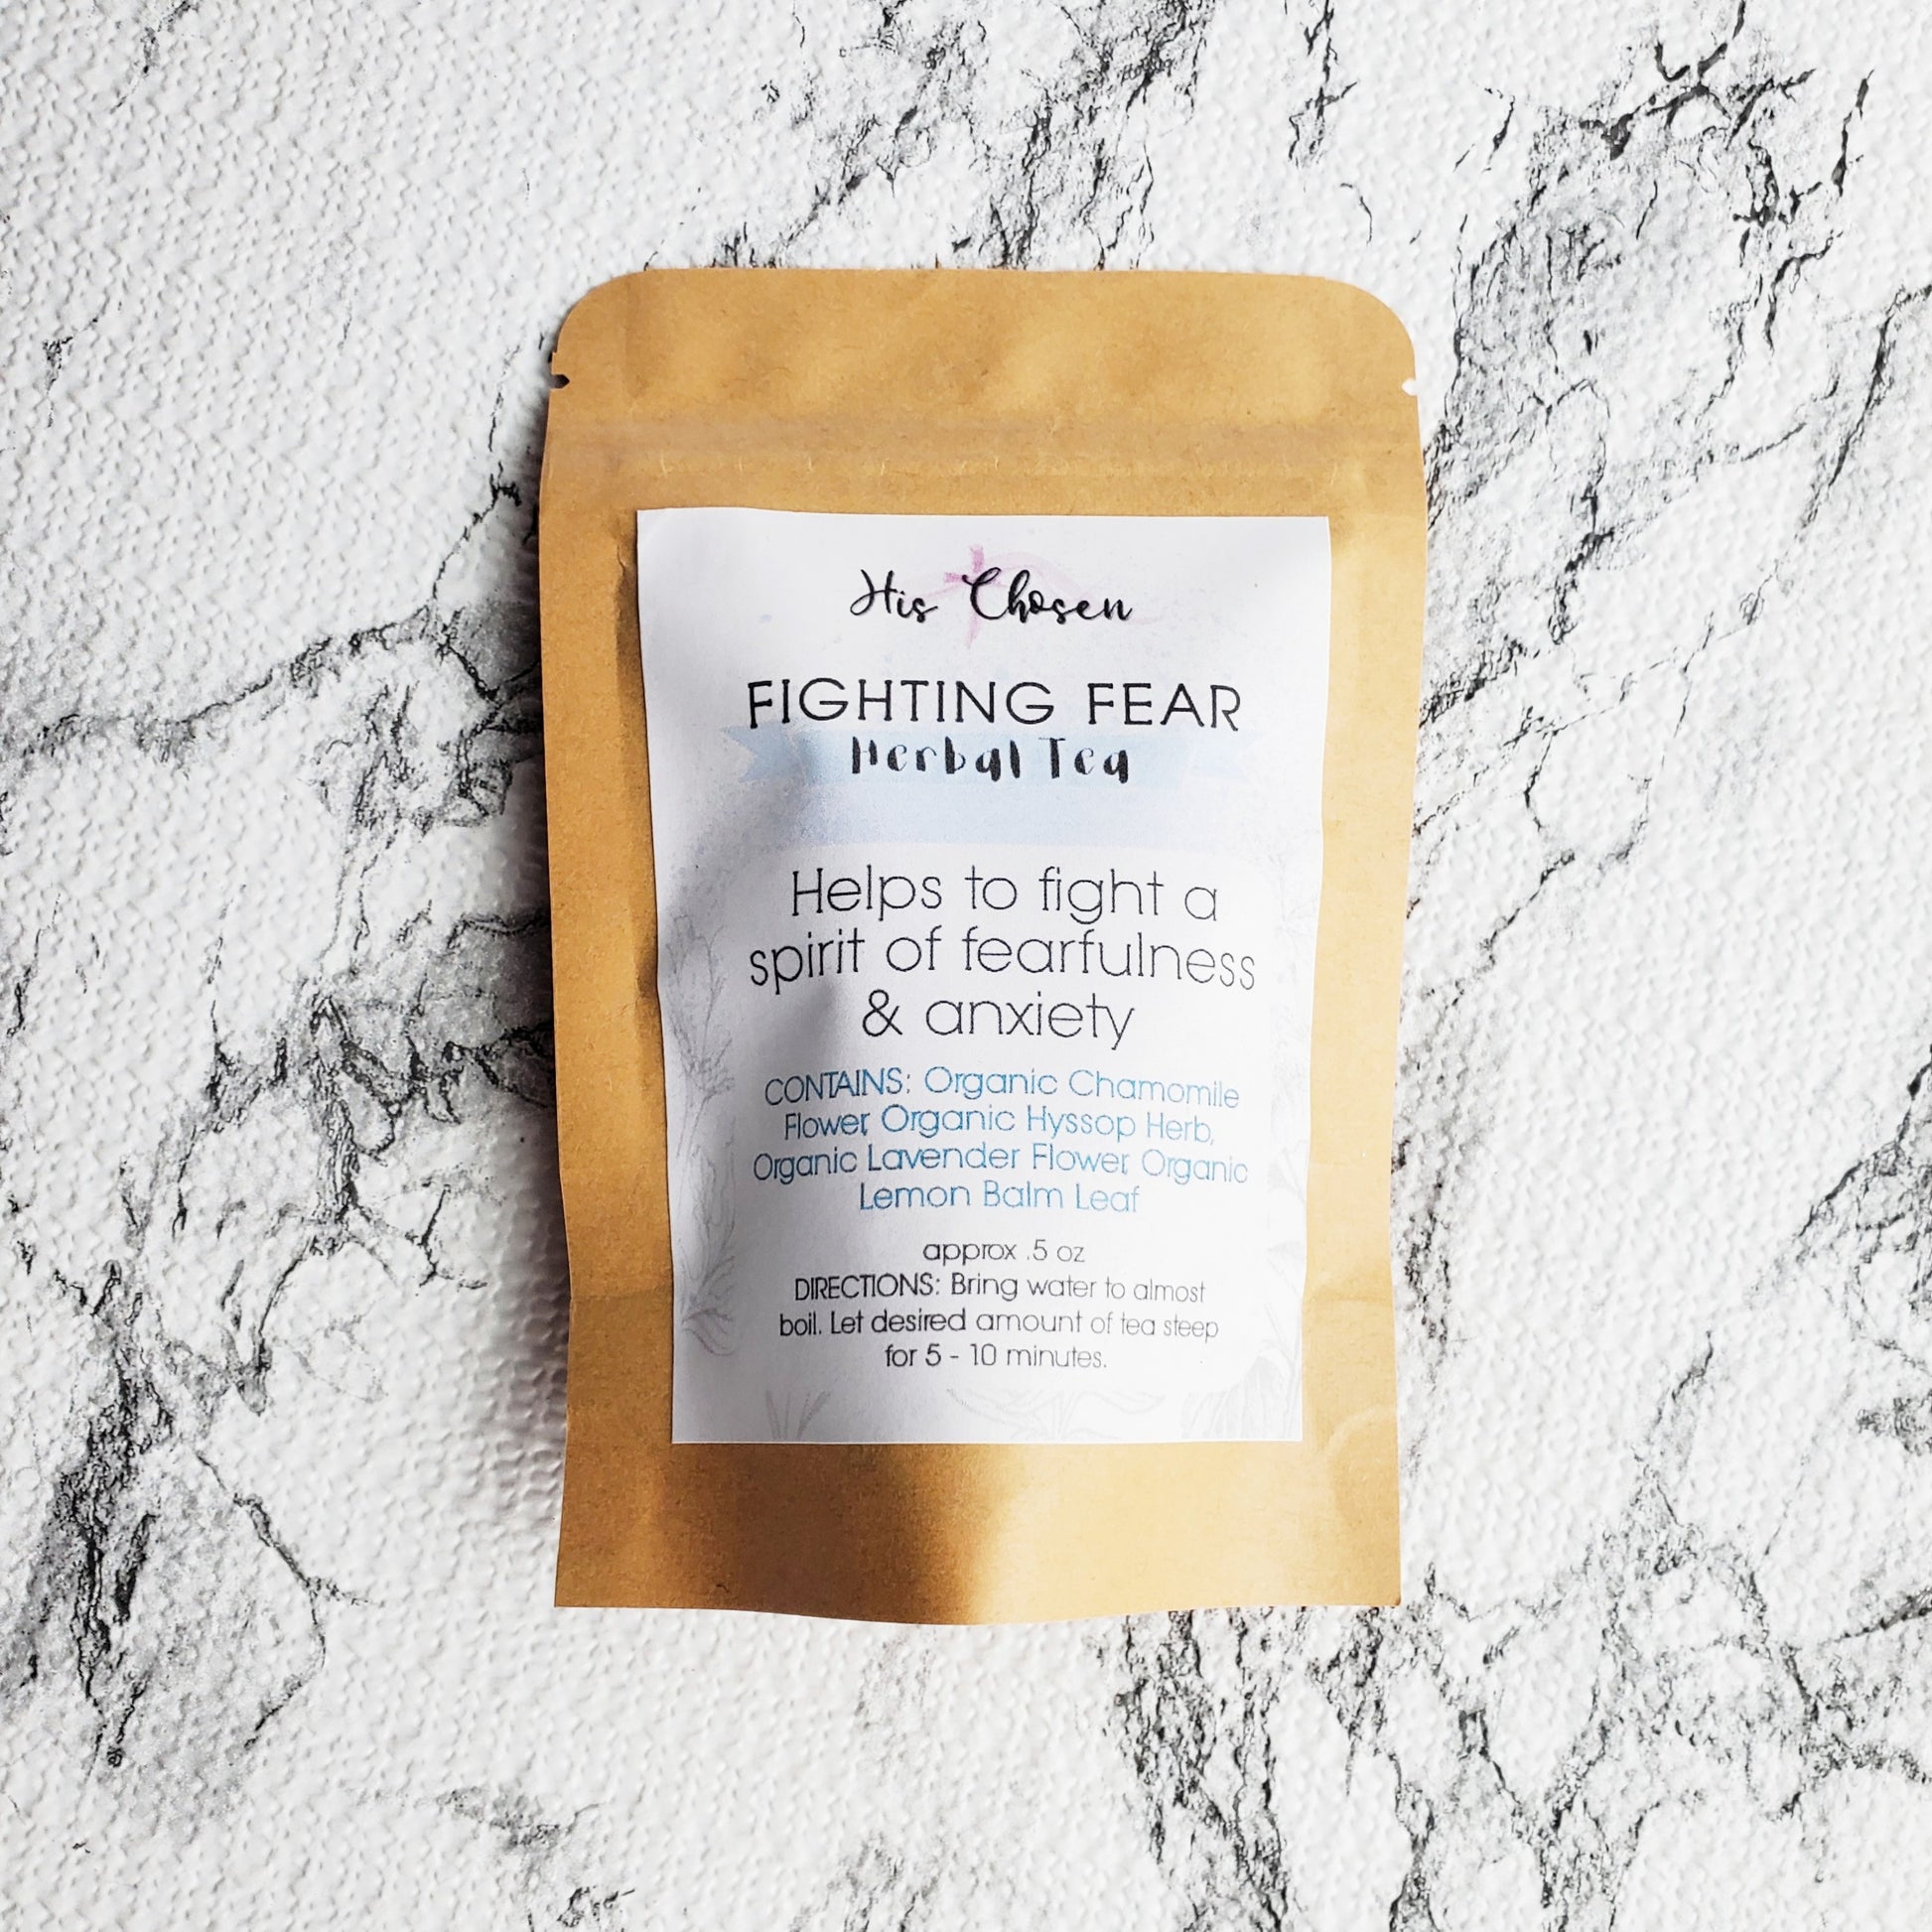 His Chosen
FIGHTING FEAR
Herbal Tea
Helps to fight a
spirit of fearfulness
& anxiety
CONTAINS: Organic Chamomile
Flower, Organic Hyssop Herb,
Organic Lavender Flower, Organic
Lemon Balm Leaf
approx .5 oz
DIRECTIONS: Bring water to almost
boil. Let desired amount of tea steep
for 5 - 10 minutes.